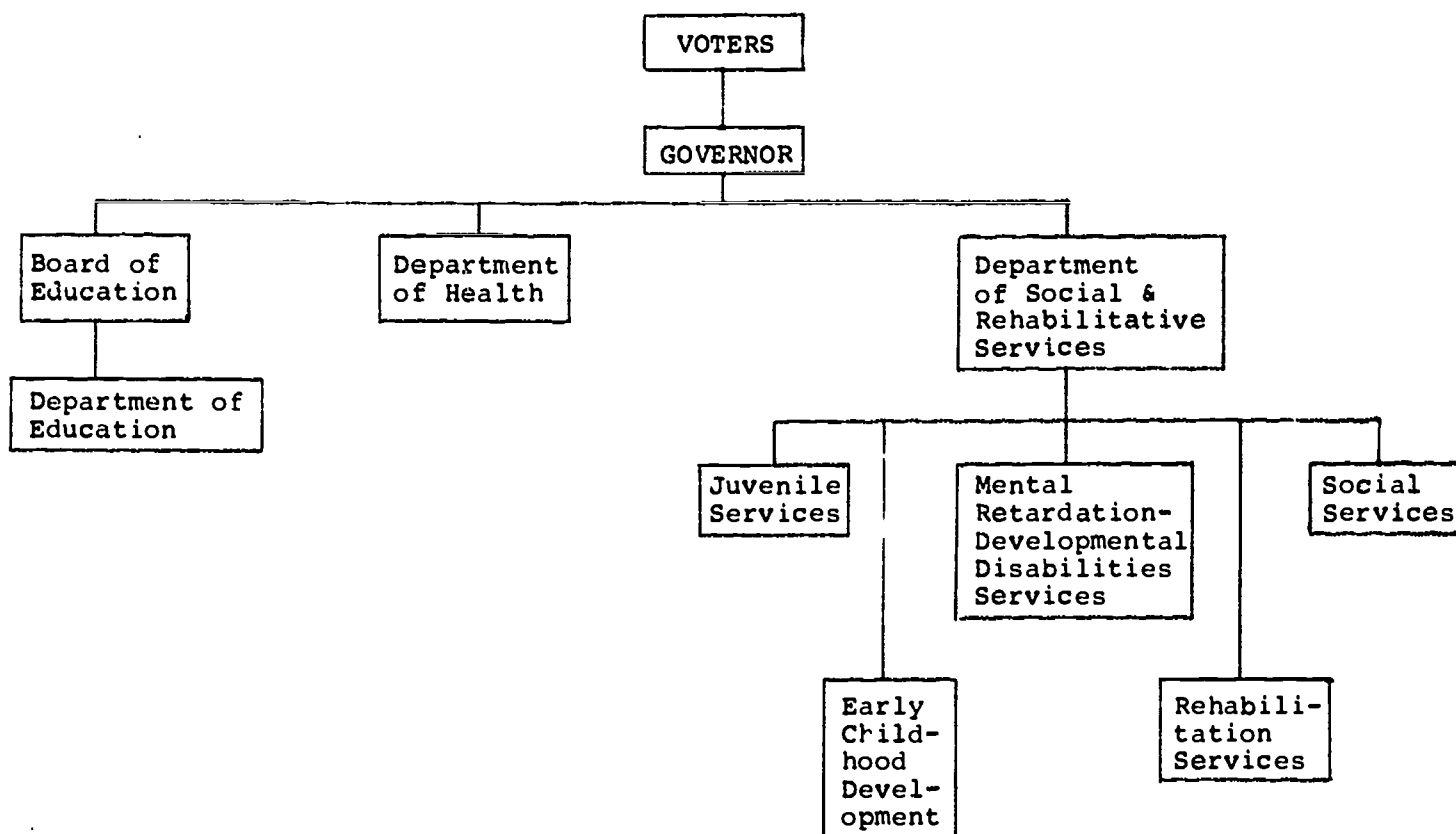 VOTERS
GOVERNOR
Board of
Education
Department
of Health
Department
of Social &
Rehabilitative
Services
Department of
Education
Juvenile
Services
Mental
Retardation-
Developmental
Disabilities
Services
Social
Services
Early
Child-
hood
Devel-
opment
Rehabili-
tation
Services